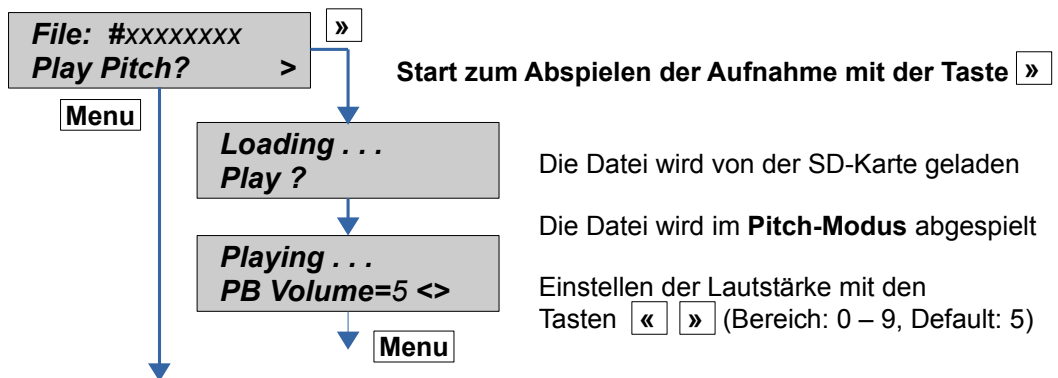 File: #xxxxxxxx
Play Pitch? >
»
Start zum Abspielen der Aufnahme mit der Taste »
Menu
Loading . . .
Play ?
Die Datei wird von der SD-Karte geladen
Die Datei wird im Pitch-Modus abgespielt
Playing . . .
PB Volume=5 <>
Einstellen der Lautstärke mit den
Tasten « » (Bereich: 0 – 9, Default: 5)
Menu